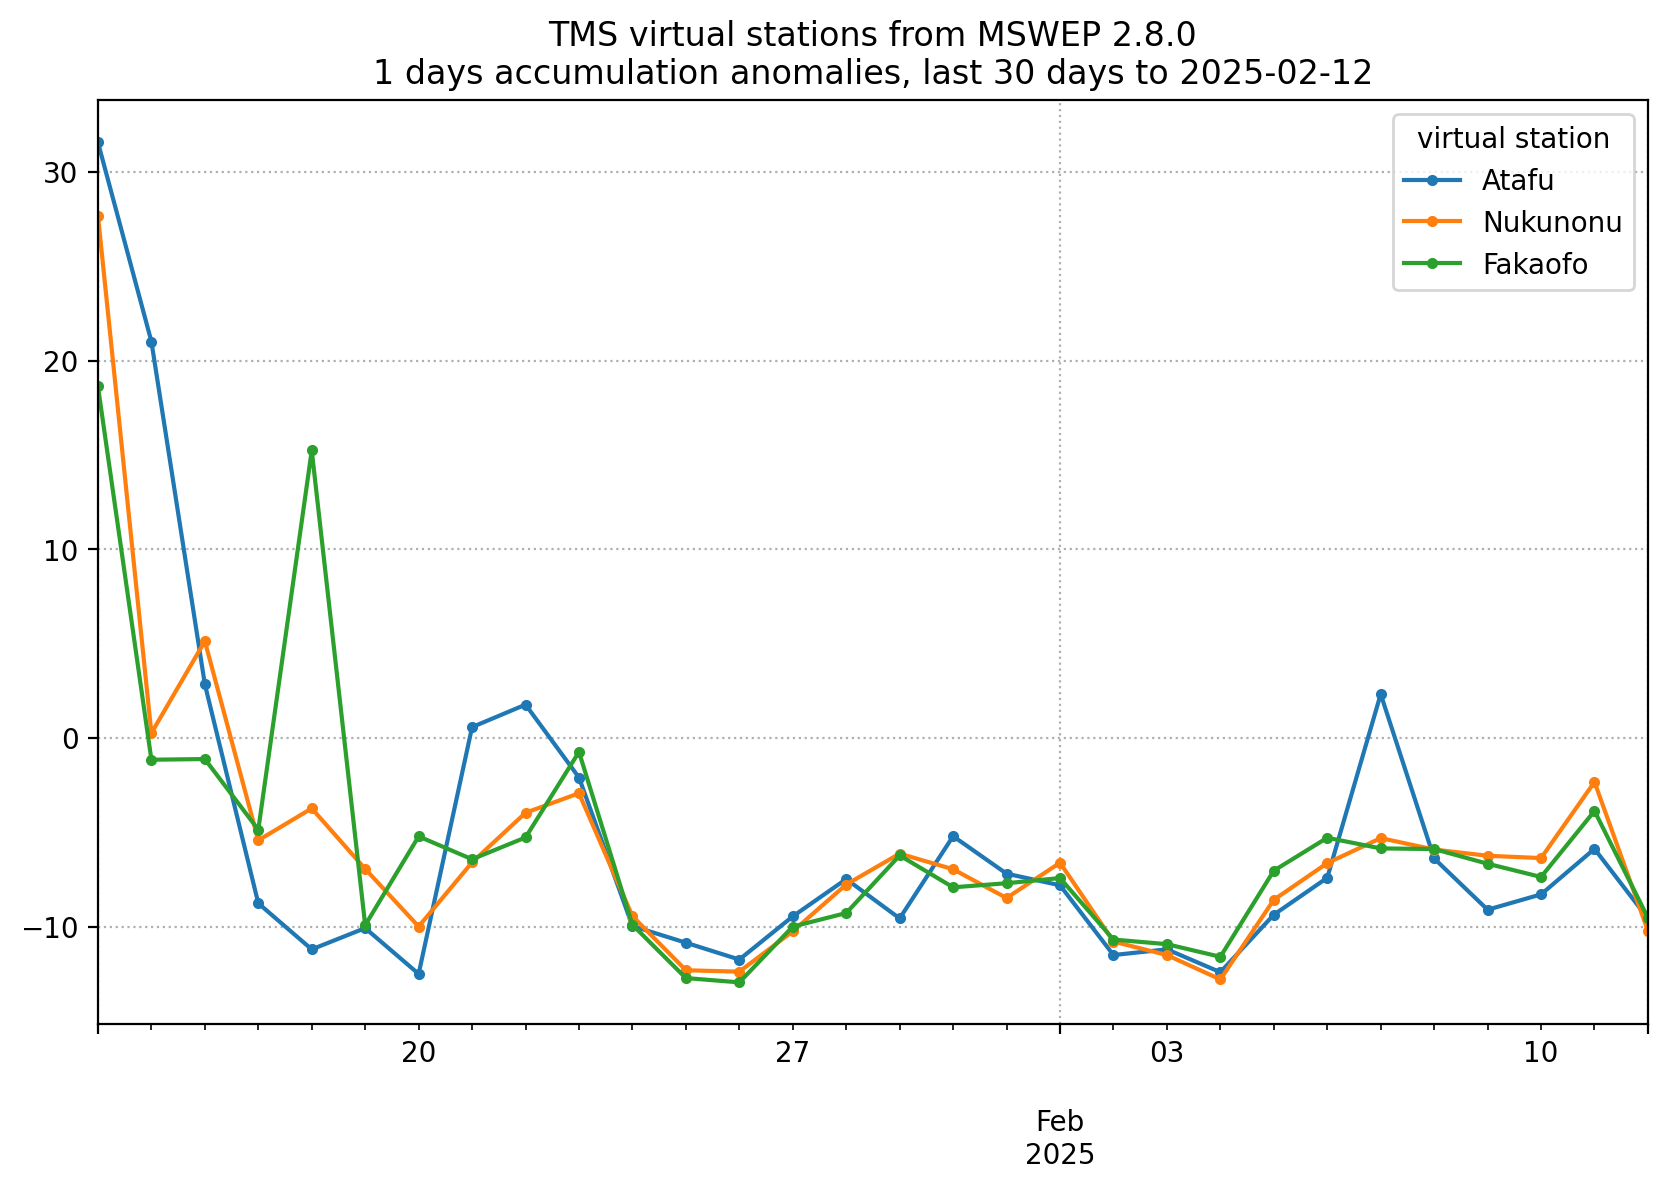 TMS virtual stations from MSWEP 2.8.0
1 days accumulation anomalies, last 30 days to 2025-02-12
virtual station
Atafu
Nukunonu
Fakaofo
30
20
10
0
−10
20
27
03
10
Feb
2025